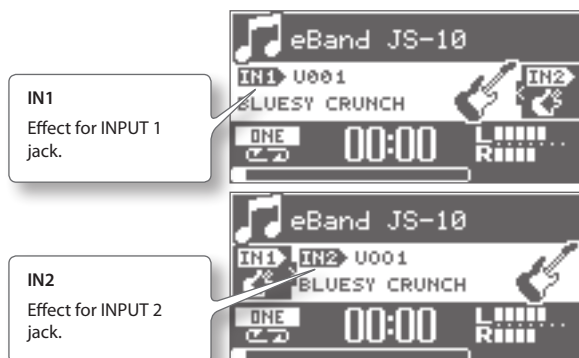 eBand JS-10
IN1 U001 IN2
BLUESY CRUNCH
ONE 00:00 L
R
IN1
Effect for INPUT 1
jack.
eBand JS-10
IN1 IN2 U001
BLUESY CRUNCH
ONE 00:00 L
R
IN2
Effect for INPUT 2
jack.